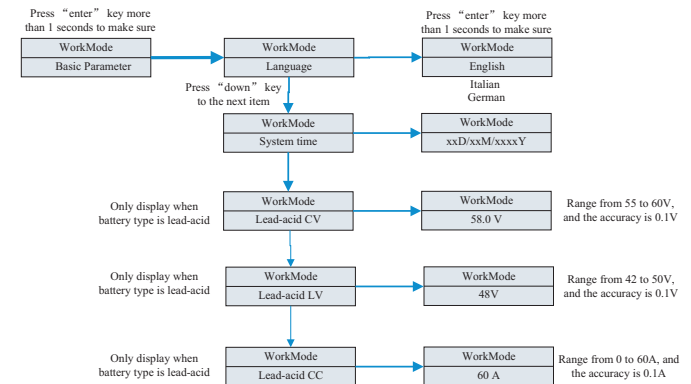 Press “enter” key more
than 1 seconds to make sure
WorkMode
Basic Parameter
WorkMode
Language
Press “enter” key more
than 1 seconds to make sure
WorkMode
English
Italian
German
Press “down” key
to the next item
WorkMode
System time
WorkMode
xxD/xxM/xxxxY
Only display when
battery type is lead-acid
WorkMode
Lead-acid CV
WorkMode
58.0 V
Range from 55 to 60V,
and the accuracy is 0.1V
Only display when
battery type is lead-acid
WorkMode
Lead-acid LV
WorkMode
48V
Range from 42 to 50V,
and the accuracy is 0.1V
Only display when
battery type is lead-acid
WorkMode
Lead-acid CC
WorkMode
60 A
Range from 0 to 60A, and
the accuracy is 0.1A